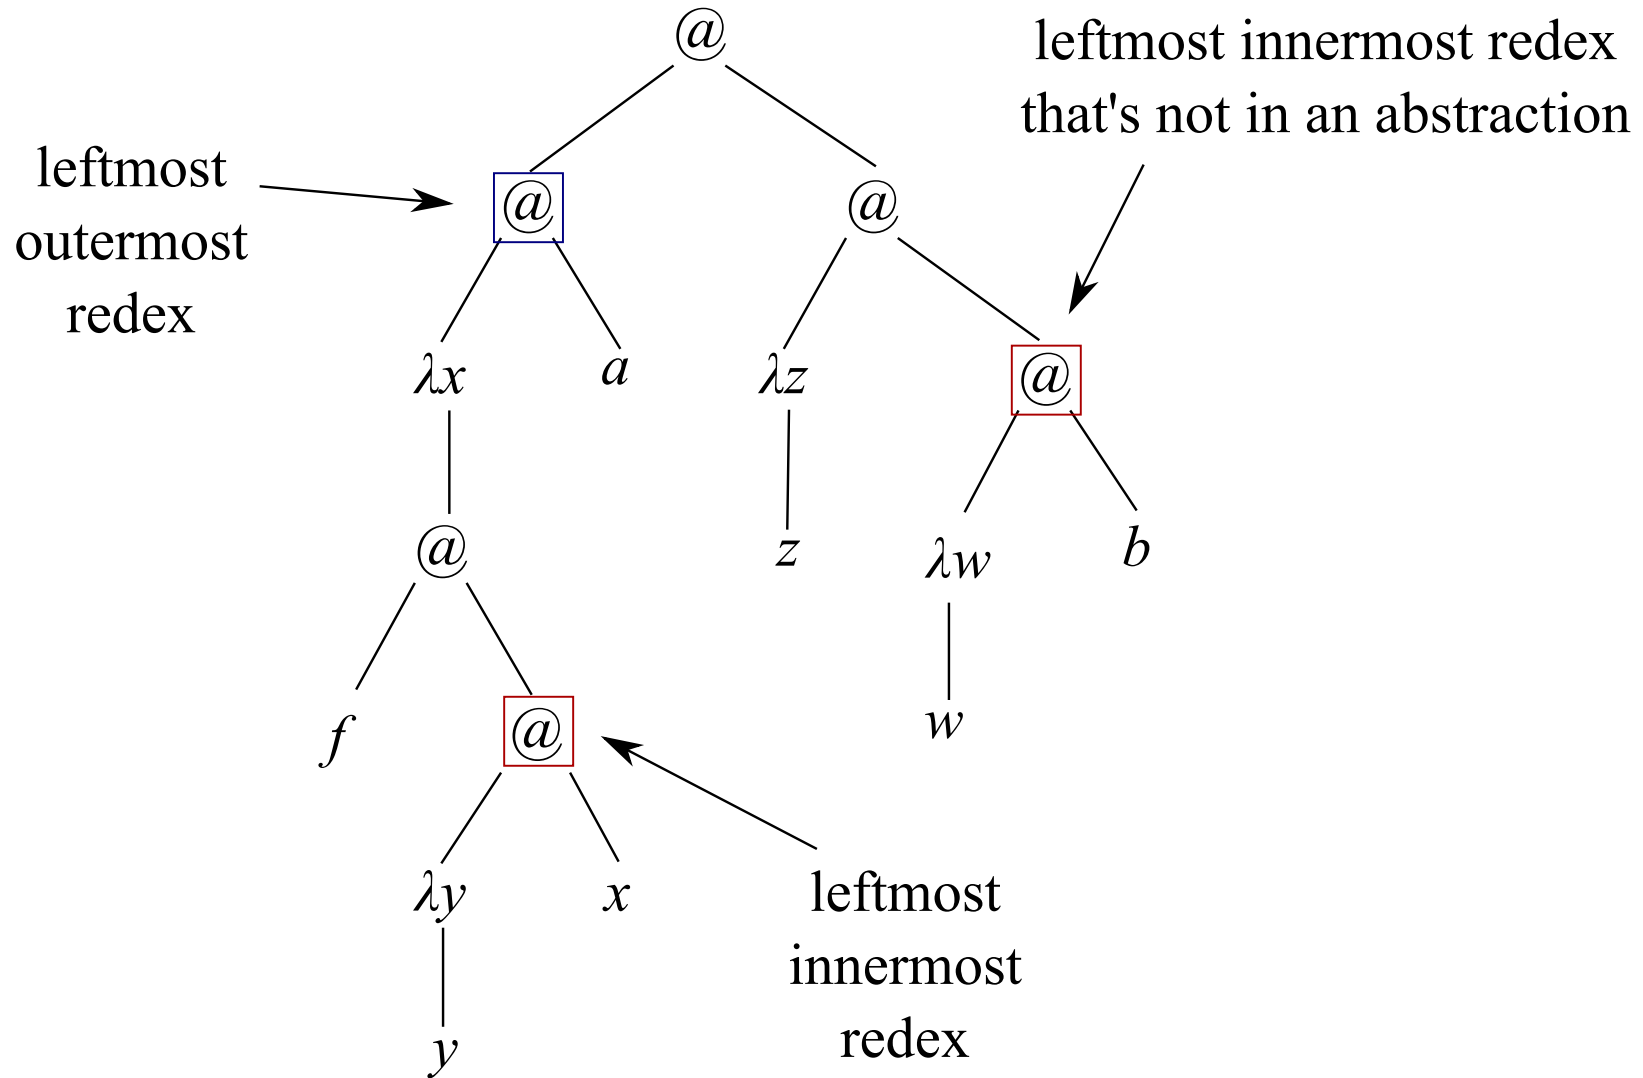 @
leftmost innermost redex
that's not in an abstraction
leftmost
outermost
redex
@
@
λx
a
λz
@
@
z
λw
b
f
@
w
λy
x
leftmost
innermost
redex
y